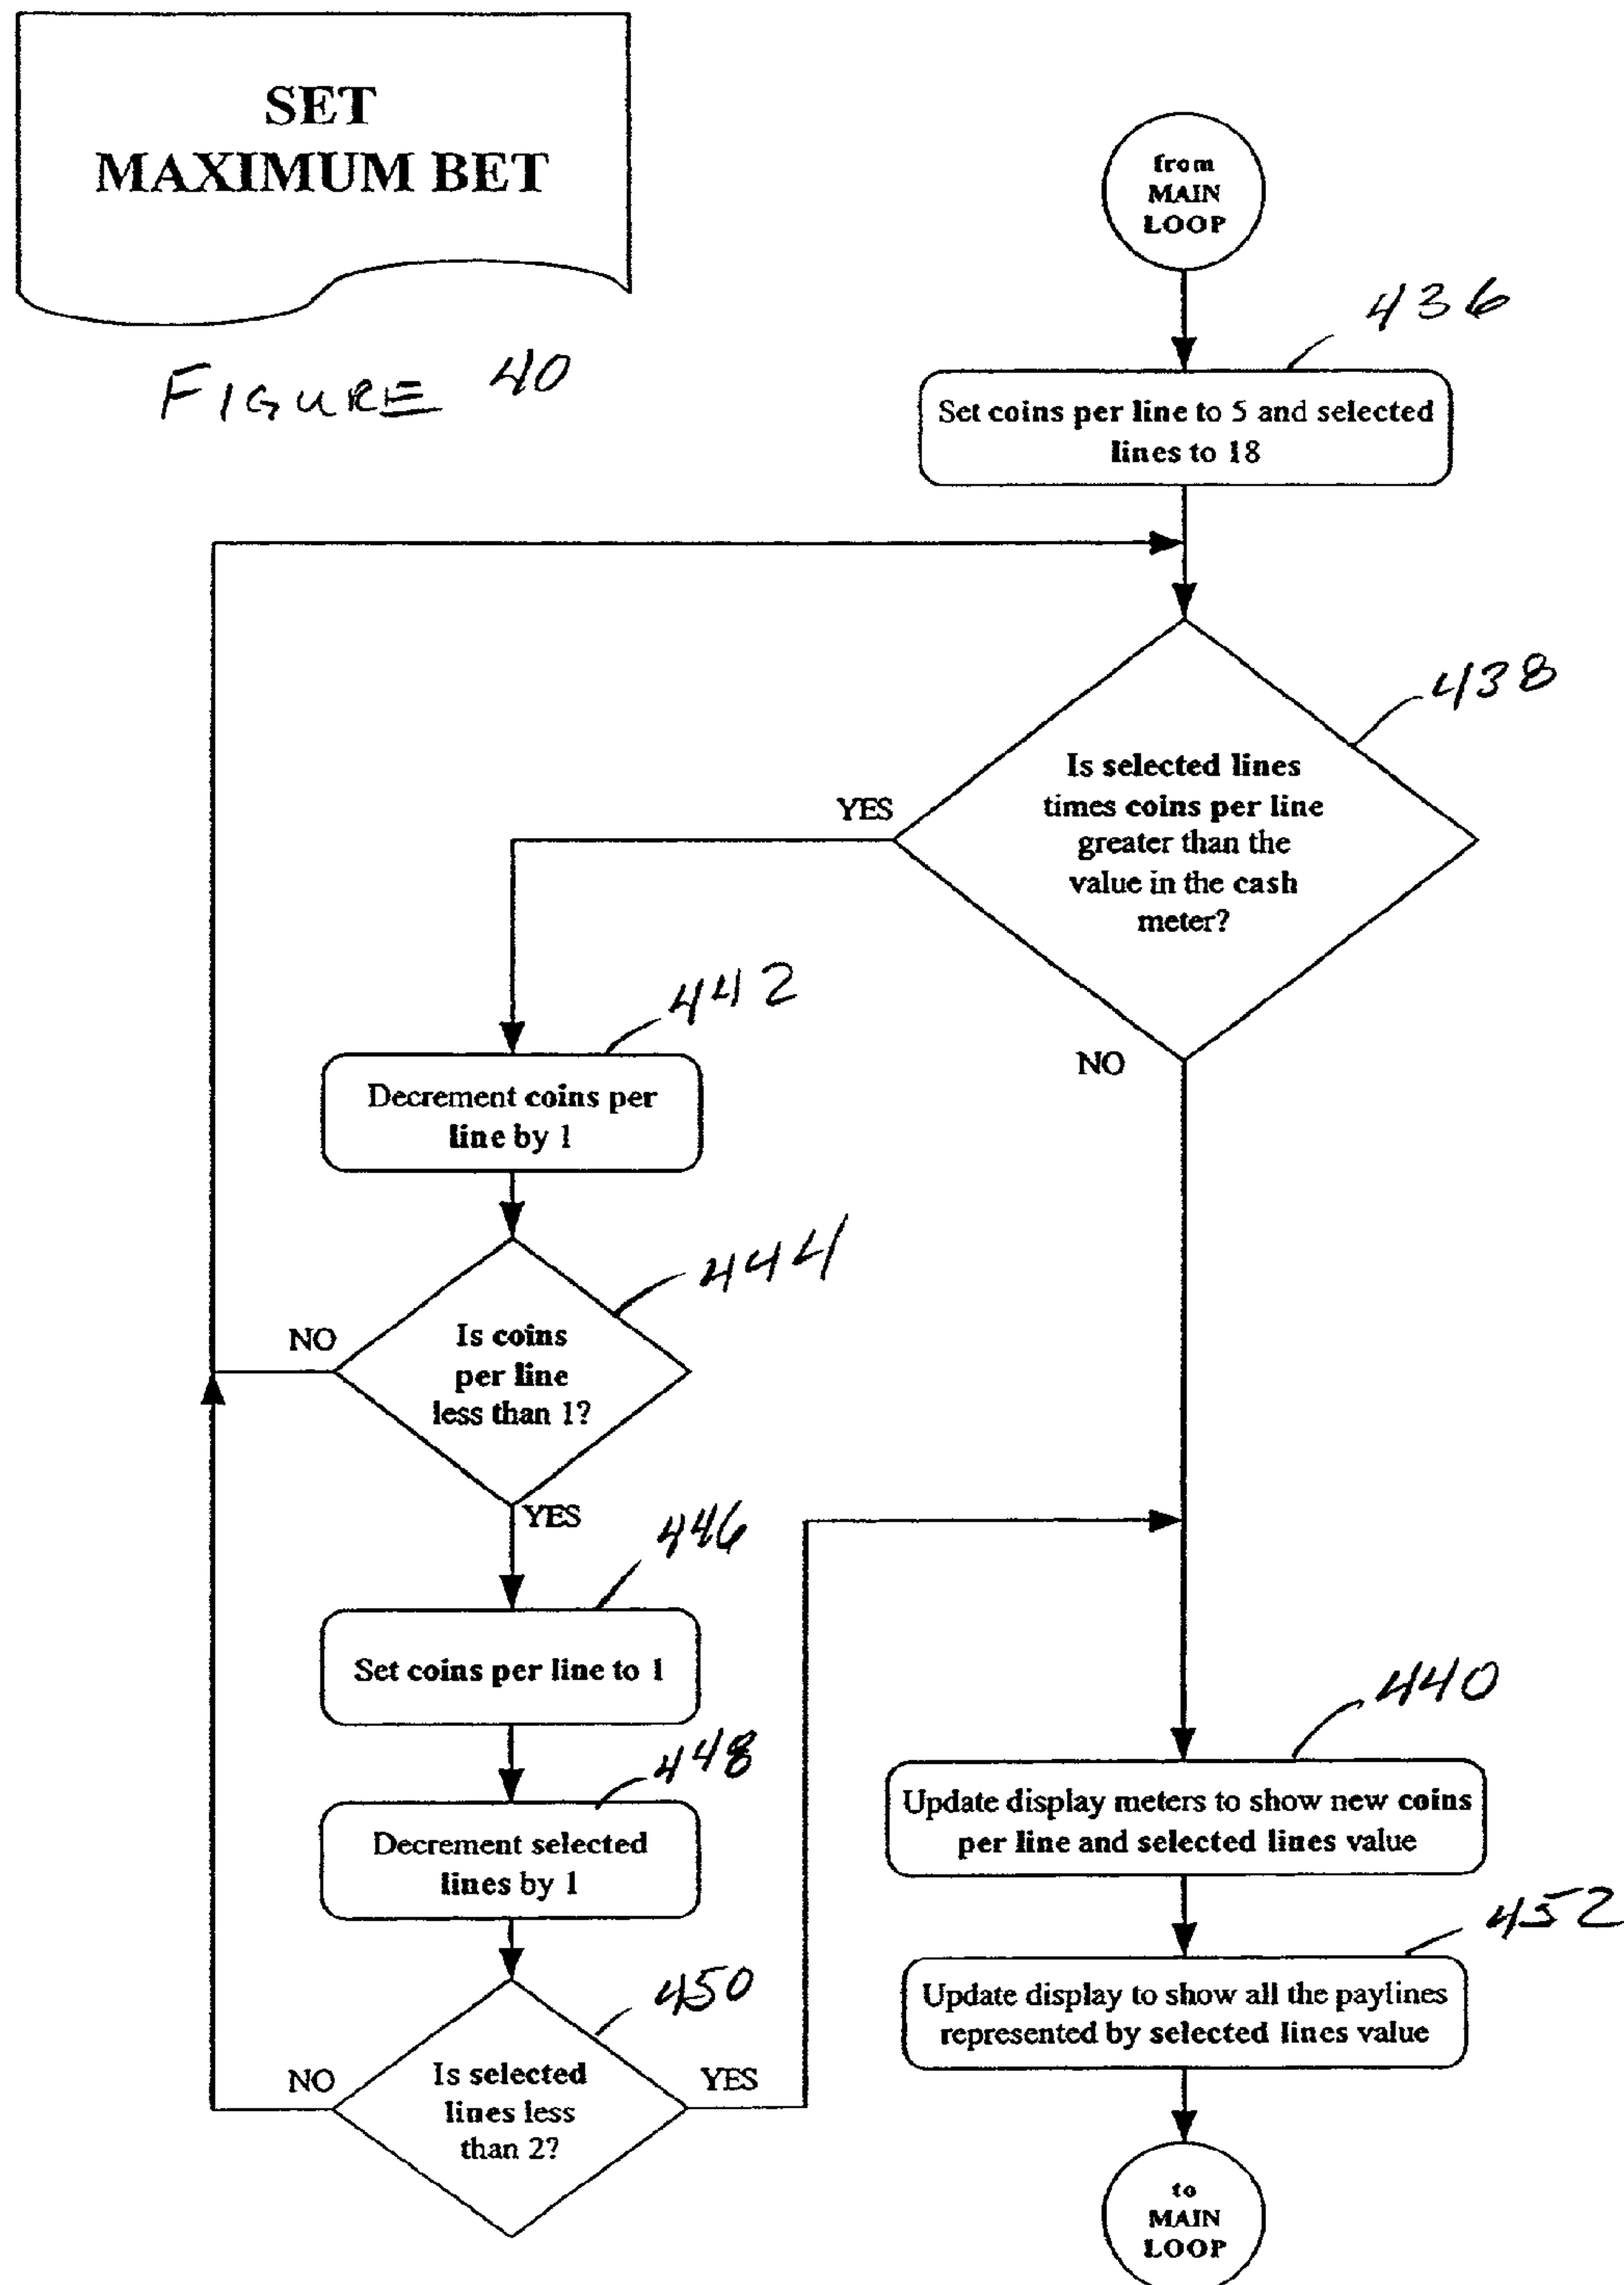 SET
MAXIMUM BET
FIGURE 40
from
MAIN
LOOP
436
Set coins per line to 5 and selected
lines to 18
438
Is selected lines
times coins per line
greater than the
value in the cash
meter?
YES
NO
442
Decrement coins per
line by 1
444
Is coins
per line
less than 1?
NO
YES
446
Set coins per line to 1
448
Decrement selected
lines by 1
450
Is selected
lines less
than 2?
NO
YES
440
Update display meters to show new coins
per line and selected lines value
452
Update display to show all the paylines
represented by selected lines value
to
MAIN
LOOP